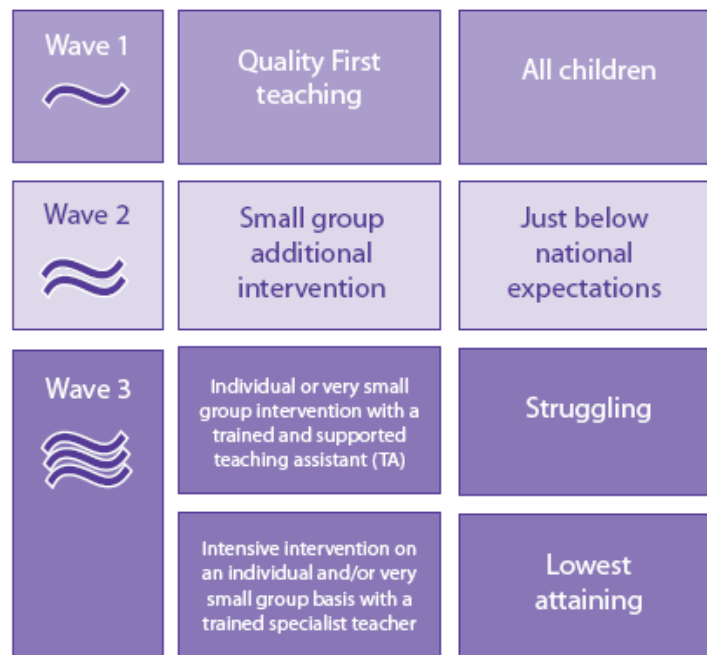 Wave 1
Quality First
teaching
All children
Wave 2
Small group
additional
intervention
Just below
national
expectations
Wave 3
Individual or very small
group intervention with a
trained and supported
teaching assistant (TA)
Struggling
Intensive intervention on
an individual and/or very
small group basis with a
trained specialist teacher
Lowest
attaining